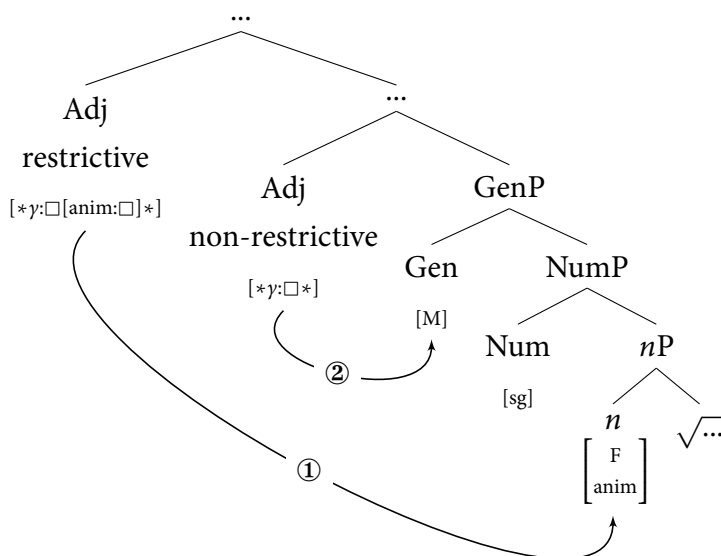 ...
...
Adj
restrictive
[∗γ:□[anim:□]∗]
Adj
non-restrictive
[∗γ:□∗]
GenP
Gen
[M]
NumP
Num
[sg]
nP
n
F
anim
√...
②
①